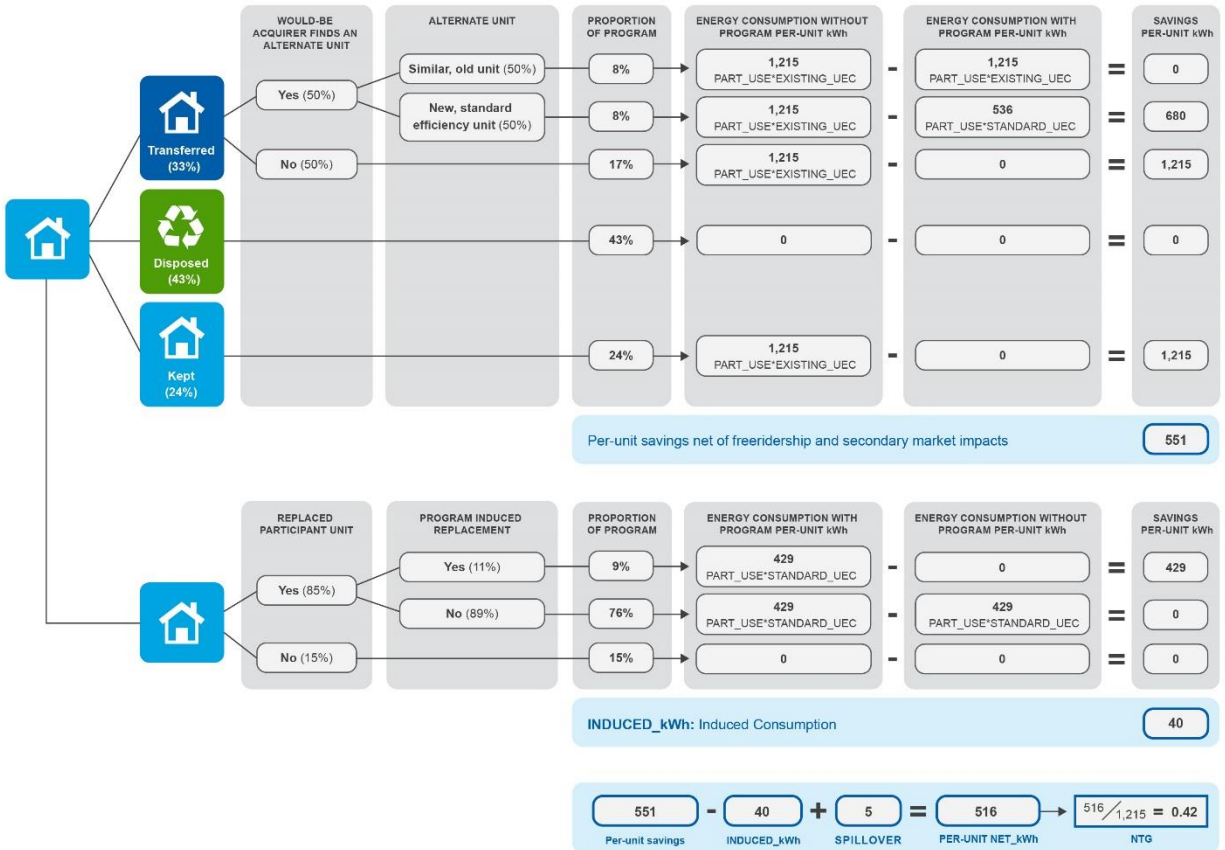 WOULD-BE
ACQUIRER FINDS AN
ALTERNATE UNIT
ALTERNATE UNIT
PROPORTION
OF PROGRAM
ENERGY CONSUMPTION WITHOUT
PROGRAM PER-UNIT kWh
ENERGY CONSUMPTION WITH
PROGRAM PER-UNIT kWh
SAVINGS
PER-UNIT kWh
Transferred
(33%)
Yes (50%)
Similar, old unit (50%)
8%
1,215
PART_USE*EXISTING_UEC
-
1,215
PART_USE*EXISTING_UEC
=
0
New, standard
efficiency unit (50%)
8%
1,215
PART_USE*EXISTING_UEC
-
536
PART_USE*STANDARD_UEC
=
680
No (50%)
17%
1,215
PART_USE*EXISTING_UEC
-
0
=
1,215
Disposed
(43%)
43%
0
-
0
=
0
Kept
(24%)
24%
1,215
PART_USE*EXISTING_UEC
-
0
=
1,215
Per-unit savings net of freeridership and secondary market impacts
551
REPLACED
PARTICIPANT UNIT
PROGRAM INDUCED
REPLACEMENT
PROPORTION
OF PROGRAM
ENERGY CONSUMPTION WITH
PROGRAM PER-UNIT kWh
ENERGY CONSUMPTION WITHOUT
PROGRAM PER-UNIT kWh
SAVINGS
PER-UNIT kWh
Yes (85%)
Yes (11%)
9%
429
PART_USE*STANDARD_UEC
-
0
=
429
No (89%)
76%
429
PART_USE*STANDARD_UEC
-
429
PART_USE*STANDARD_UEC
=
0
No (15%)
15%
0
-
0
=
0
INDUCED_kWh: Induced Consumption
40
551 - 40 + 5 = 516
516/1,215 = 0.42
Per-unit savings
INDUCED_kWh
SPILLOVER
PER-UNIT NET_kWh
NTG